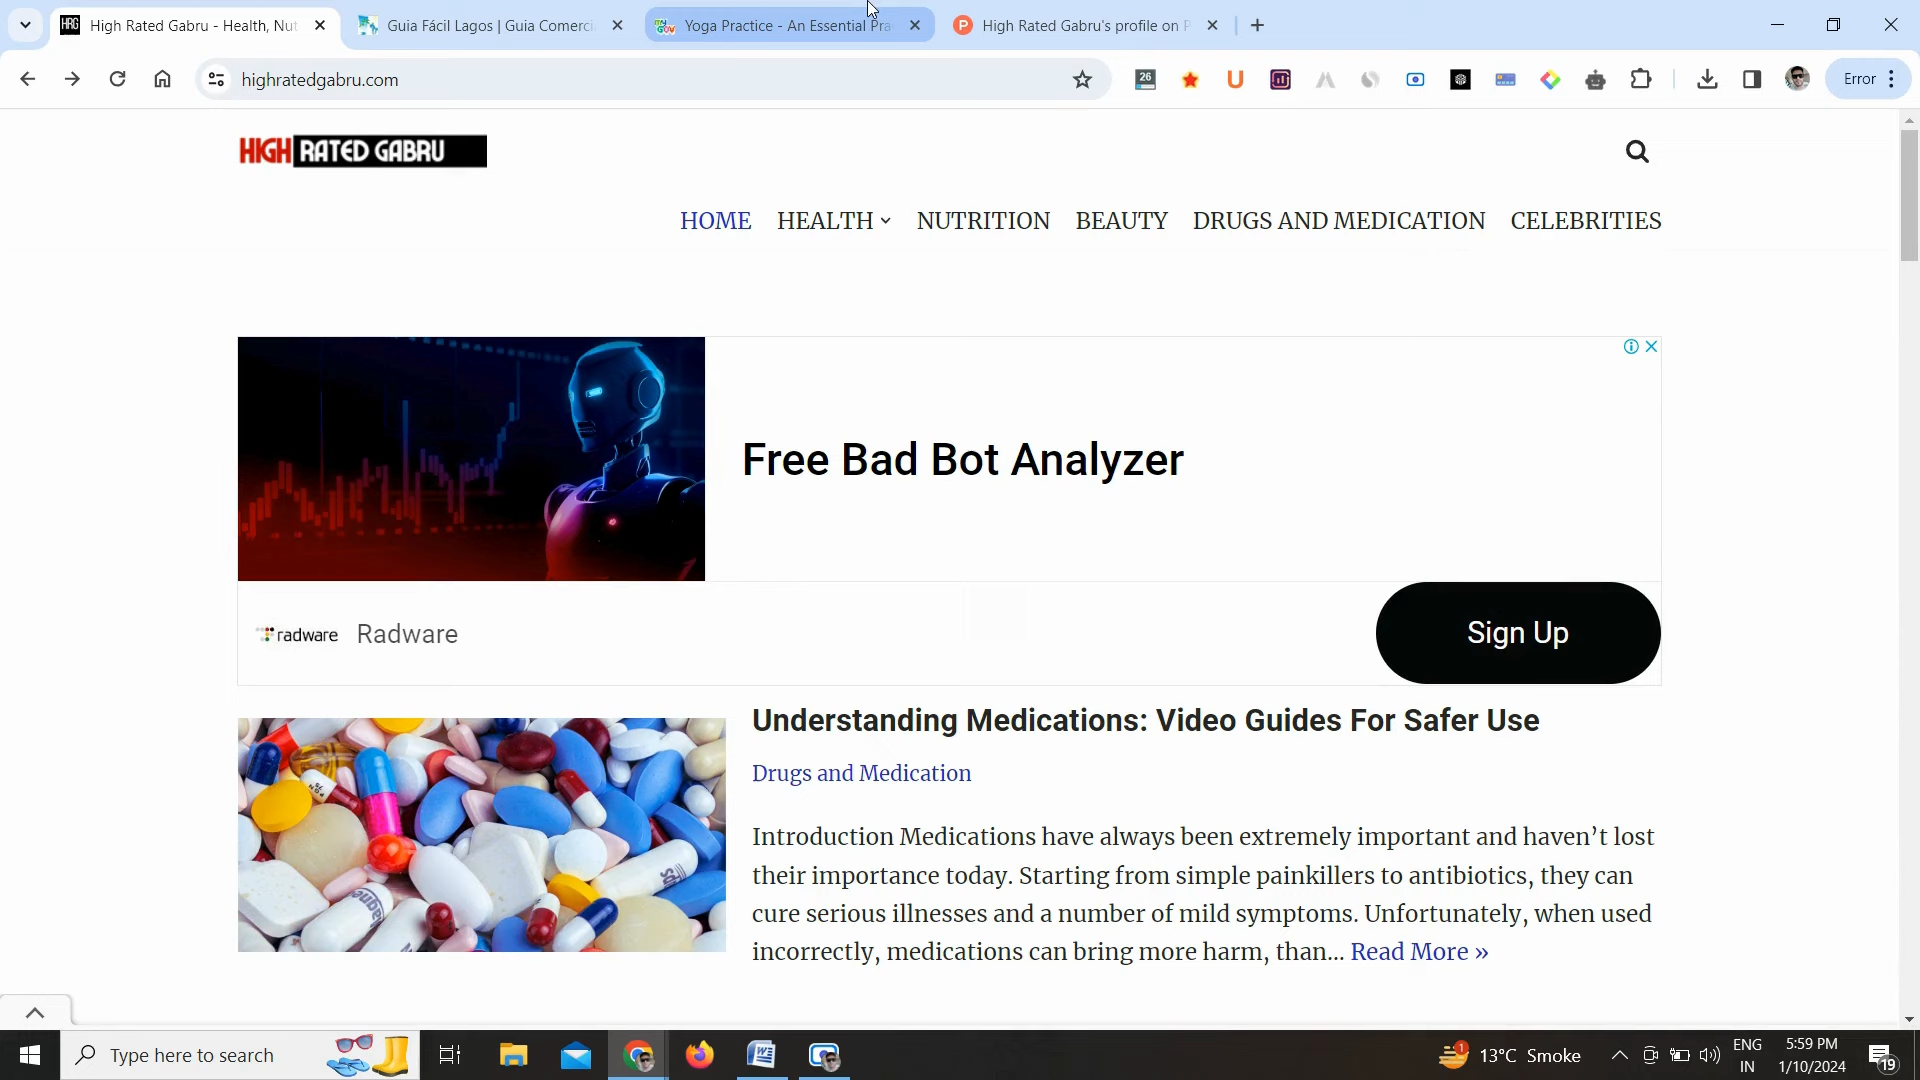 High Rated Gabru - Health, Nut
Guia Fácil Lagos | Guia Comerci
Yoga Practice - An Essential Pra
High Rated Gabru's profile on P
highratedgabru.com
26
Error
HIGH RATED GABRU
HOME HEALTH NUTRITION BEAUTY DRUGS AND MEDICATION CELEBRITIES
Free Bad Bot Analyzer
radware Radware
Sign Up
Understanding Medications: Video Guides For Safer Use
Drugs and Medication
Introduction Medications have always been extremely important and haven’t lost
their importance today. Starting from simple painkillers to antibiotics, they can
cure serious illnesses and a number of mild symptoms. Unfortunately, when used
incorrectly, medications can bring more harm, than... Read More »
Type here to search
1
13°C Smoke
ENG
IN
5:59 PM
1/10/2024
19